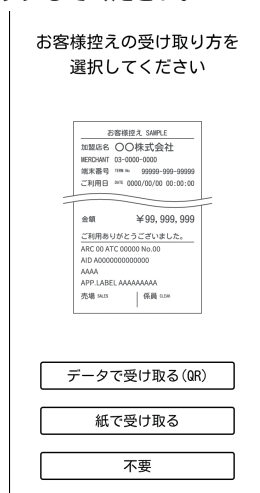 お客様控えの受け取り方を
選択してください
お客様控え SAMPLE
加盟店名 〇〇株式会社
MERCHANT 03-0000-0000
端末番号 TERM No 99999-999-99999
ご利用日 DATE 0000/00/00 00:00:00
金額 ¥99,999,999
ご利用ありがとうございました。
ARC 00 ATC 00000 No.00
AID A0000000000000
AAAA
APP.LABEL AAAAAAAAA
売場 SALES 係員 CLEAK
データで受け取る(QR)
紙で受け取る
不要